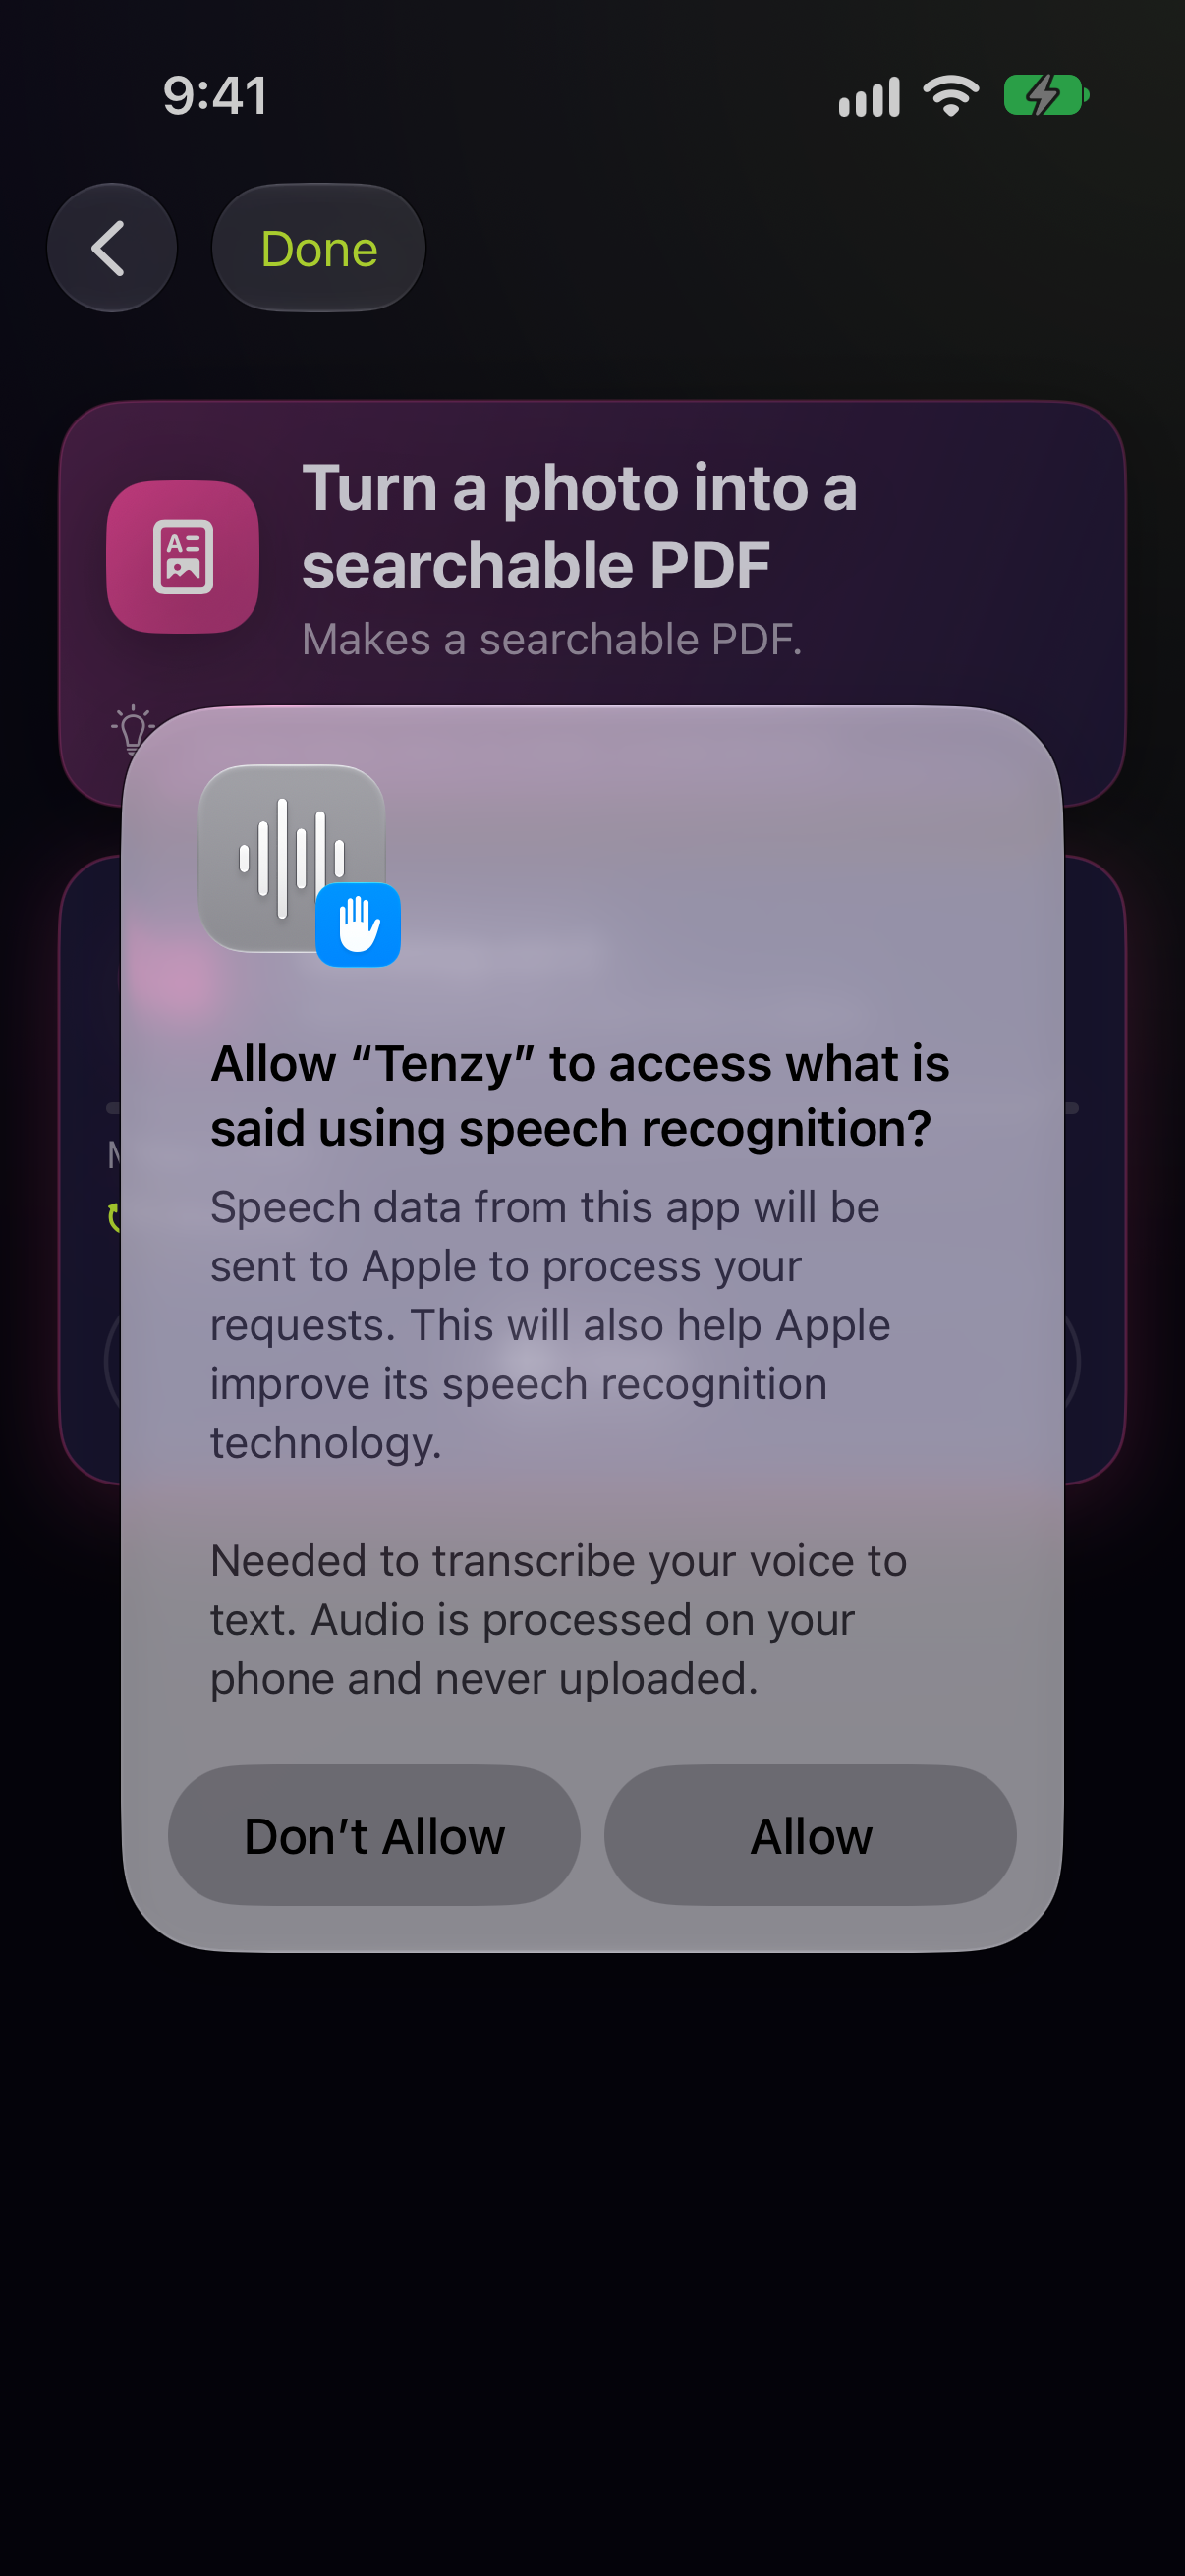 9:41
Done
Turn a photo into a
searchable PDF
Makes a searchable PDF.
Allow “Tenzy” to access what is
said using speech recognition?
Speech data from this app will be
sent to Apple to process your
requests. This will also help Apple
improve its speech recognition
technology.
Needed to transcribe your voice to
text. Audio is processed on your
phone and never uploaded.
Don’t Allow
Allow